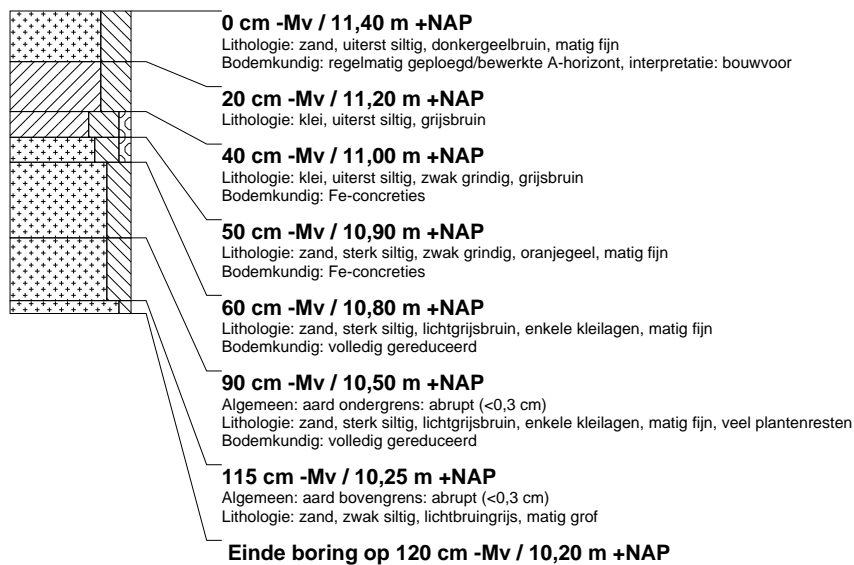 0 cm -Mv / 11,40 m +NAP
Lithologie: zand, uiterst siltig, donkergeelbruin, matig fijn
Bodemkundig: regelmatig geploegd/bewerkte A-horizont, interpretatie: bouwvoor
20 cm -Mv / 11,20 m +NAP
Lithologie: klei, uiterst siltig, grijsbruin
40 cm -Mv / 11,00 m +NAP
Lithologie: klei, uiterst siltig, zwak grindig, grijsbruin
Bodemkundig: Fe-concreties
50 cm -Mv / 10,90 m +NAP
Lithologie: zand, sterk siltig, zwak grindig, oranjegeel, matig fijn
Bodemkundig: Fe-concreties
60 cm -Mv / 10,80 m +NAP
Lithologie: zand, sterk siltig, lichtgrijsbruin, enkele kleilagen, matig fijn
Bodemkundig: volledig gereduceerd
90 cm -Mv / 10,50 m +NAP
Algemeen: aard ondergrens: abrupt (<0,3 cm)
Lithologie: zand, sterk siltig, lichtgrijsbruin, enkele kleilagen, matig fijn, veel plantenresten
Bodemkundig: volledig gereduceerd
115 cm -Mv / 10,25 m +NAP
Algemeen: aard bovengrens: abrupt (<0,3 cm)
Lithologie: zand, zwak siltig, lichtbruingrijs, matig grof
Einde boring op 120 cm -Mv / 10,20 m +NAP